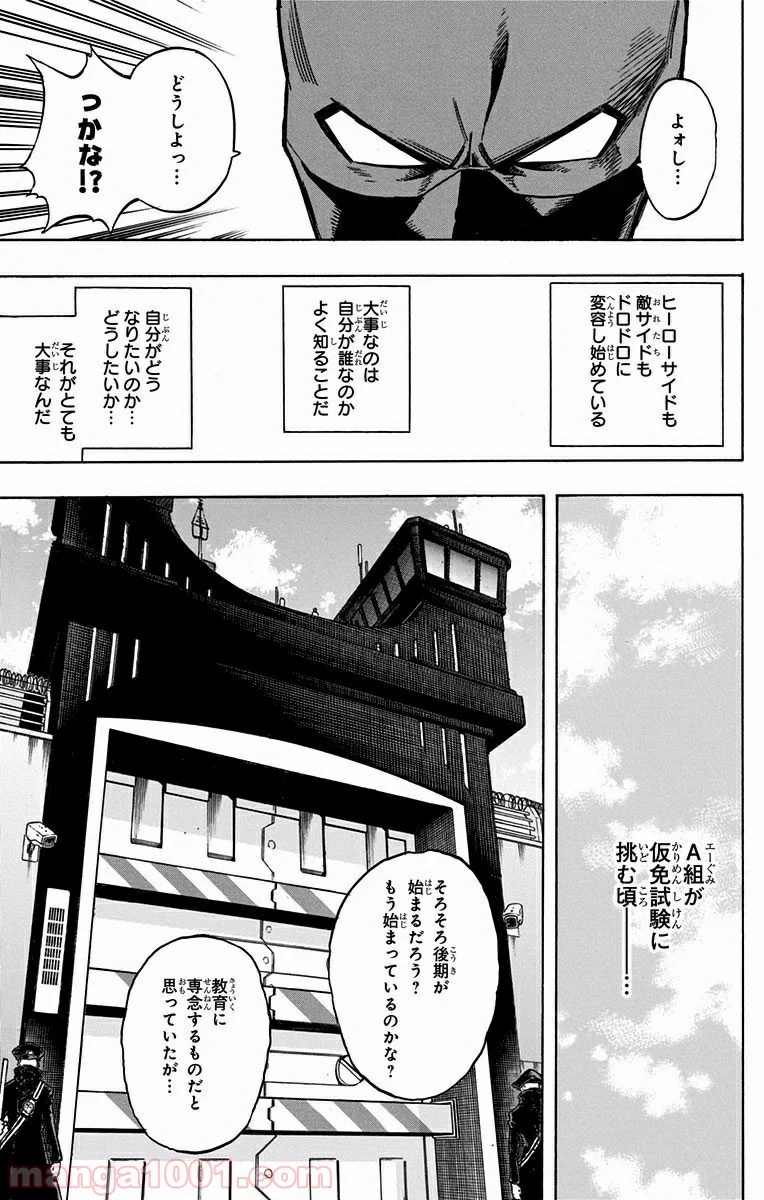 よォし…
どうしよっ…
っかな!?
ヒーローサイドも
敵サイドも
ドロドロに
変容し始めている
大事なのは
自分が誰なのか
よく知ることだ
自分がどう
なりたいのか…
どうしたいか…
それがとても
大事なんだ
A組が
仮免試験に
挑む頃――…
そろそろ後期が
始まるだろう?
もう始まっているのかな?
教育に
専念するものだと
思っていたが…
manga1001.com